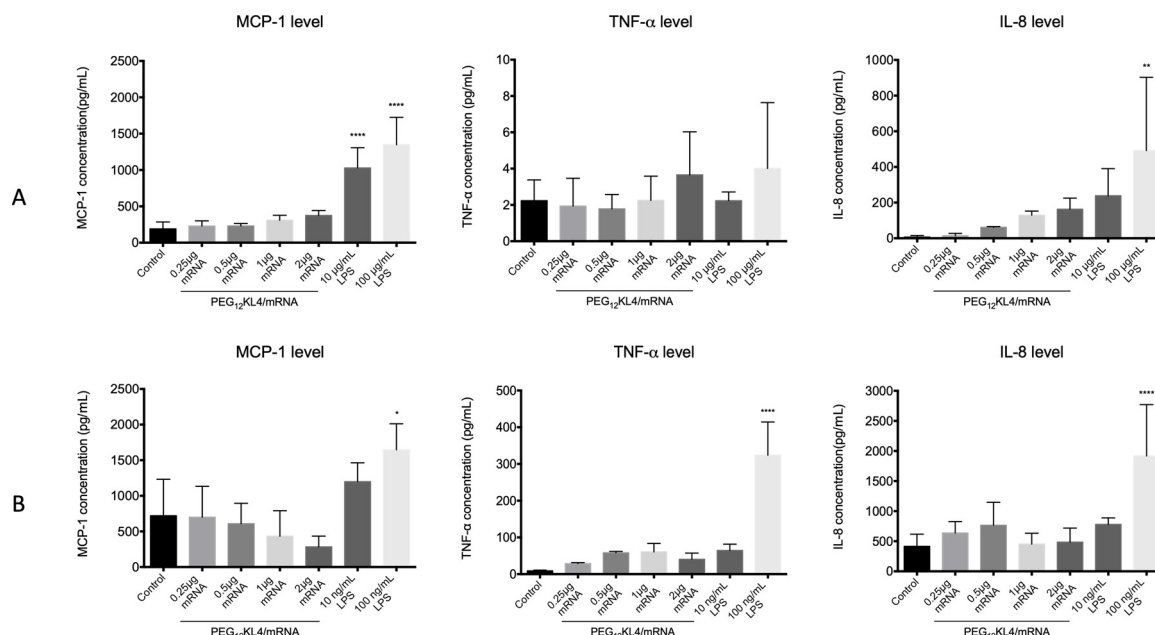 A
MCP-1 level
MCP-1 concentration(pg/mL)
2500
2000
1500
1000
500
0
****
****
Control
0.25µg mRNA
0.5µg mRNA
1µg mRNA
2µg mRNA
10 µg/mL LPS
100 µg/mL LPS
PEG₁₂KL4/mRNA
TNF-α level
TNF-α concentration (pg/mL)
10
8
6
4
2
0
Control
0.25µg mRNA
0.5µg mRNA
1µg mRNA
2µg mRNA
10 µg/mL LPS
100 µg/mL LPS
PEG₁₂KL4/mRNA
IL-8 level
IL-8 concentration (pg/mL)
1000
800
600
400
200
0
**
Control
0.25µg mRNA
0.5µg mRNA
1µg mRNA
2µg mRNA
10 µg/mL LPS
100 µg/mL LPS
PEG₁₂KL4/mRNA
B
MCP-1 level
MCP-1 concentration (pg/mL)
2500
2000
1500
1000
500
0
*
Control
0.25µg mRNA
0.5µg mRNA
1µg mRNA
2µg mRNA
10 ng/mL LPS
100 ng/mL LPS
PEG₁₂KL4/mRNA
TNF-α level
TNF-α concentration (pg/mL)
500
400
300
200
100
0
****
Control
0.25µg mRNA
0.5µg mRNA
1µg mRNA
2µg mRNA
10 ng/mL LPS
100 ng/mL LPS
PEG₁₂KL4/mRNA
IL-8 level
IL-8 concentration(pg/mL)
3000
2500
2000
1500
1000
500
0
****
Control
0.25µg mRNA
0.5µg mRNA
1µg mRNA
2µg mRNA
10 ng/mL LPS
100 ng/mL LPS
PEG₁₂KL4/mRNA